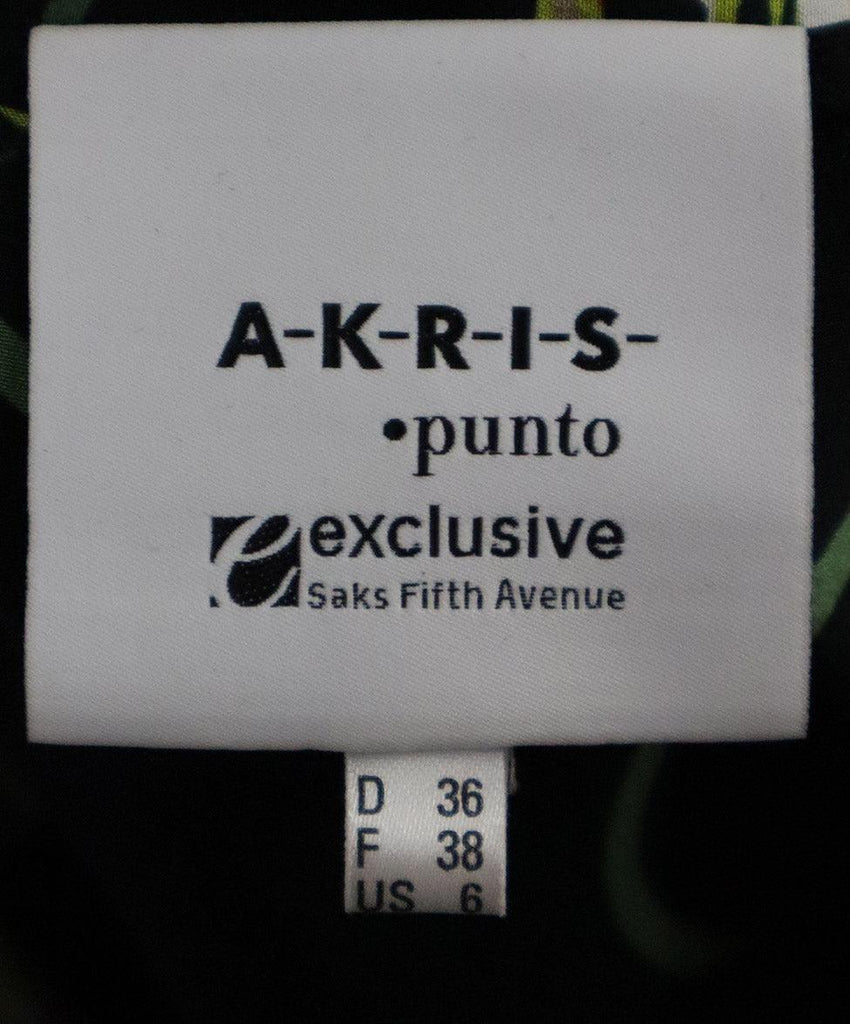 A-K-R-I-S-
•punto
e exclusive
Saks Fifth Avenue
D 36
F 38
US 6